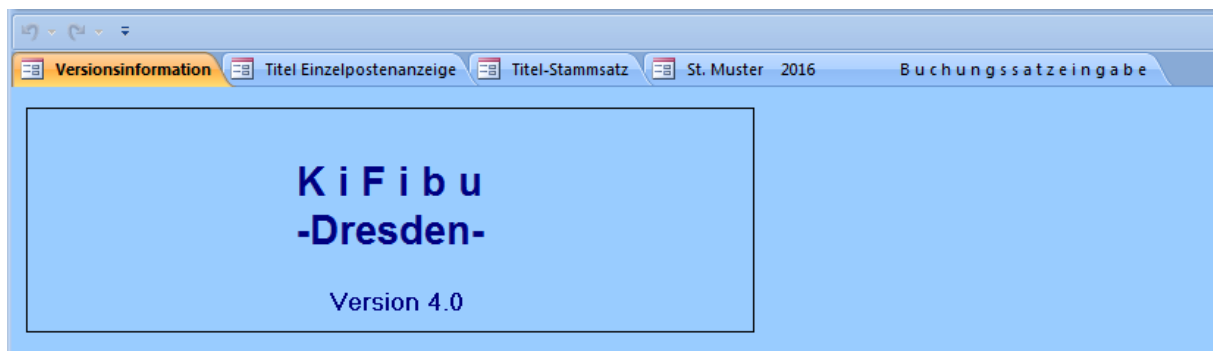 Versionsinformation Titel Einzelpostenanzeige Titel-Stammsatz St. Muster 2016 B u c h u n g s s a t z e i n g a b e
K i F i b u
-Dresden-
Version 4.0